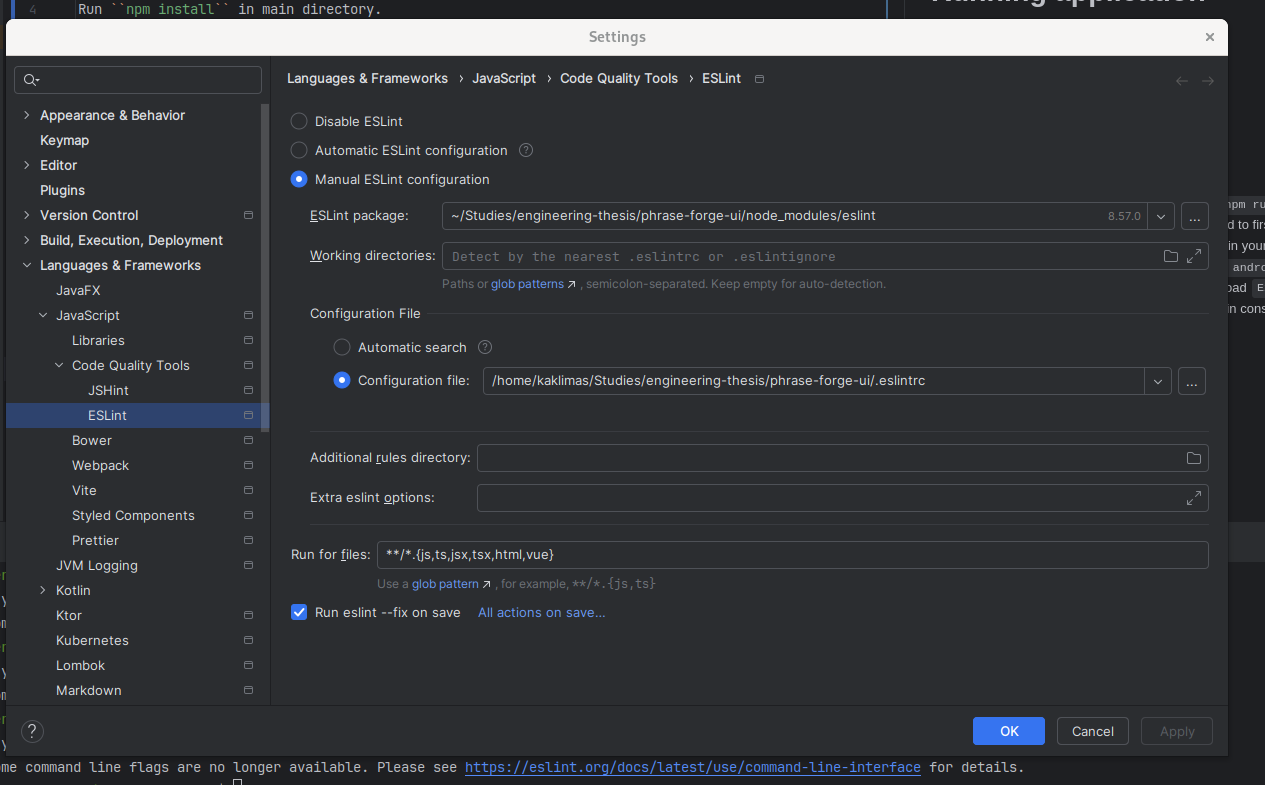 4 Run ``npm install`` in main directory.
Settings
Languages & Frameworks › JavaScript › Code Quality Tools › ESLint
Appearance & Behavior
Keymap
Editor
Plugins
Version Control
Build, Execution, Deployment
Languages & Frameworks
JavaFX
JavaScript
Libraries
Code Quality Tools
JSHint
ESLint
Bower
Webpack
Vite
Styled Components
Prettier
JVM Logging
Kotlin
Ktor
Kubernetes
Lombok
Markdown
Disable ESLint
Automatic ESLint configuration ?
Manual ESLint configuration
ESLint package: ~/Studies/engineering-thesis/phrase-forge-ui/node_modules/eslint 8.57.0 ...
Working directories: Detect by the nearest .eslintrc or .eslintignore
Paths or glob patterns ↗ , semicolon-separated. Keep empty for auto-detection.
Configuration File
Automatic search ?
Configuration file: /home/kaklimas/Studies/engineering-thesis/phrase-forge-ui/.eslintrc ...
Additional rules directory:
Extra eslint options:
Run for files: **/*.{js,ts,jsx,tsx,html,vue}
Use a glob pattern ↗ , for example, **/*.{js,ts}
Run eslint --fix on save All actions on save...
? OK Cancel Apply
npm ru
d to firs
in your
andro
oad E
in cons
ome command line flags are no longer available. Please see https://eslint.org/docs/latest/use/command-line-interface for details.